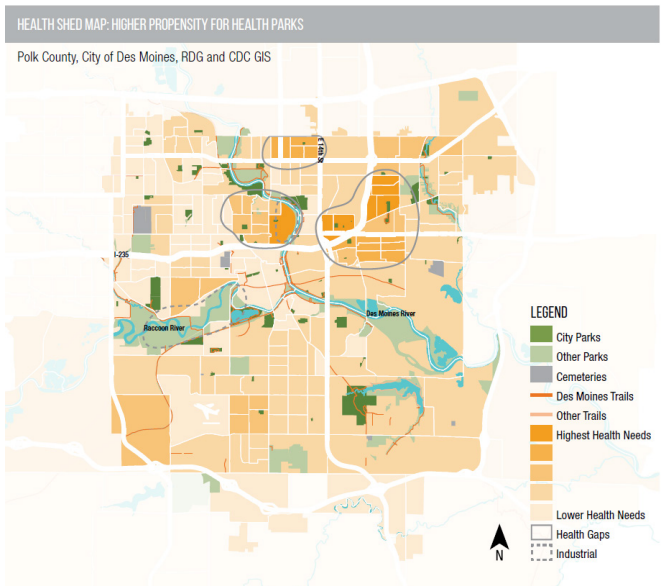 HEALTH SHED MAP: HIGHER PROPENSITY FOR HEALTH PARKS
Polk County, City of Des Moines, RDG and CDC GIS
E 14th St
I-235
Raccoon River
Des Moines River
LEGEND
City Parks
Other Parks
Cemeteries
Des Moines Trails
Other Trails
Highest Health Needs
Lower Health Needs
Health Gaps
Industrial
N